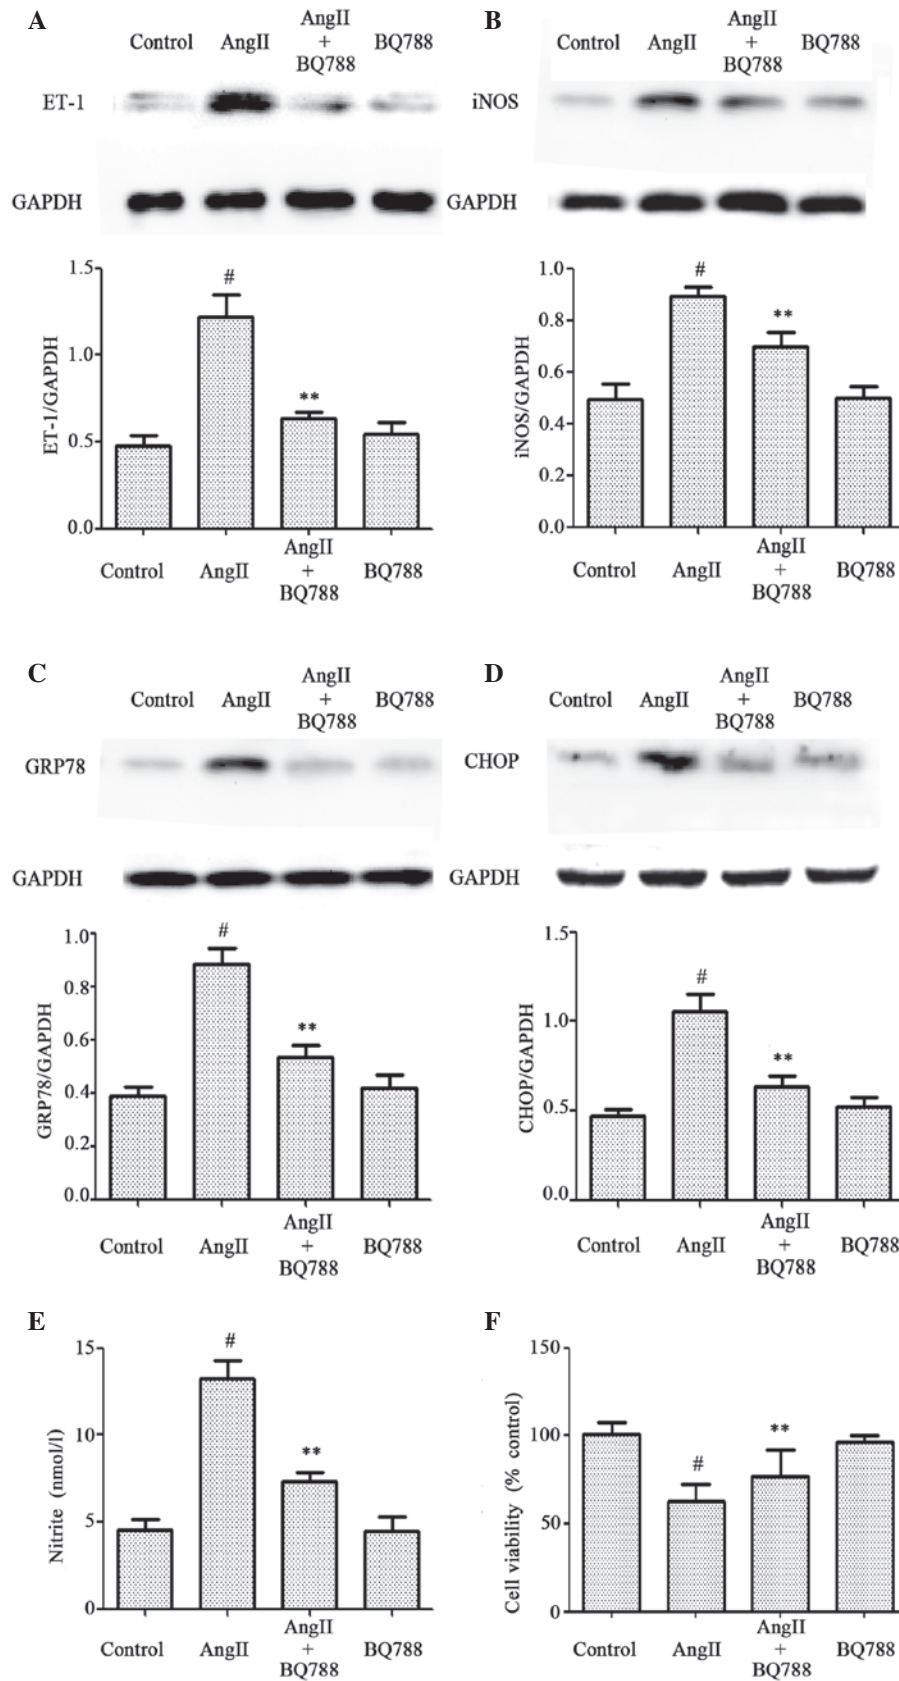 A
Control
AngII
AngII
+
BQ788
BQ788
ET-1
GAPDH
1.5
1.0
0.5
0.0
ET-1/GAPDH
#
**
Control
AngII
AngII
+
BQ788
BQ788
B
Control
AngII
AngII
+
BQ788
BQ788
iNOS
GAPDH
1.0
0.8
0.6
0.4
0.2
0.0
iNOS/GAPDH
#
**
Control
AngII
AngII
+
BQ788
BQ788
C
Control
AngII
AngII
+
BQ788
BQ788
GRP78
GAPDH
1.0
0.8
0.6
0.4
0.2
0.0
GRP78/GAPDH
#
**
Control
AngII
AngII
+
BQ788
BQ788
D
Control
AngII
AngII
+
BQ788
BQ788
CHOP
GAPDH
1.5
1.0
0.5
0.0
CHOP/GAPDH
#
**
Control
AngII
AngII
+
BQ788
BQ788
E
15
10
5
0
Nitrite (nmol/l)
#
**
Control
AngII
AngII
+
BQ788
BQ788
F
150
100
50
0
Cell viability (% control)
#
**
Control
AngII
AngII
+
BQ788
BQ788